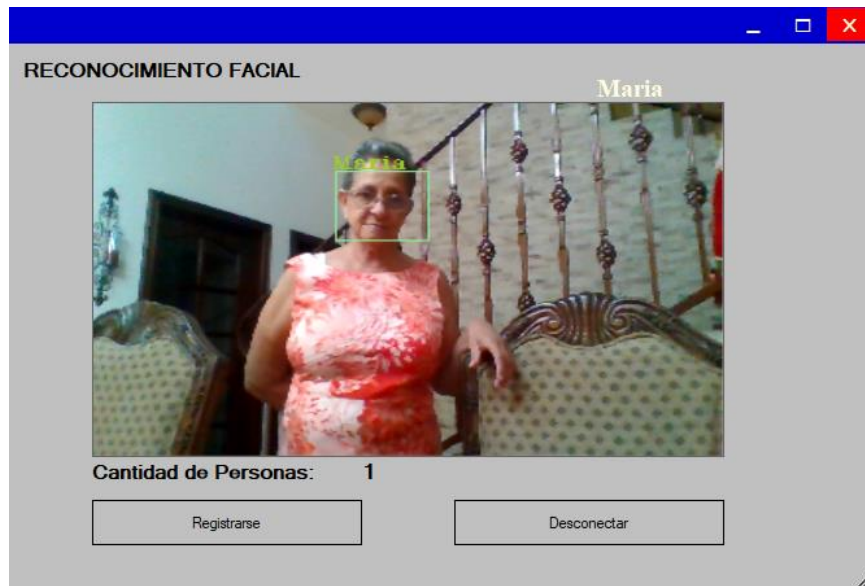 RECONOCIMIENTO FACIAL
Maria
Maria
Cantidad de Personas: 1
Registrarse
Desconectar